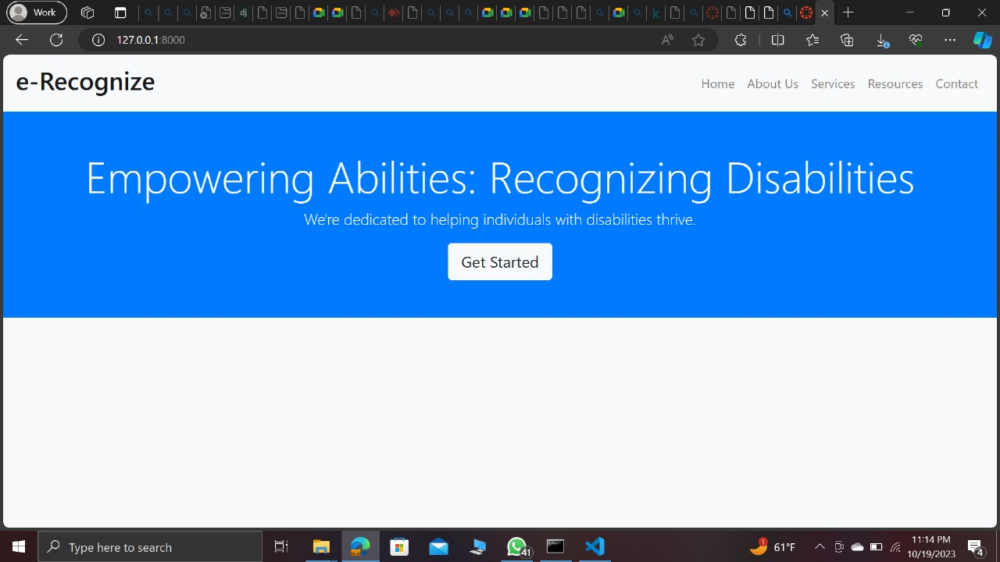 Work
dj
k
127.0.0.1:8000
e-Recognize
Home About Us Services Resources Contact
Empowering Abilities: Recognizing Disabilities
We're dedicated to helping individuals with disabilities thrive.
Get Started
Type here to search
41
1
61°F
11:14 PM
10/19/2023
4